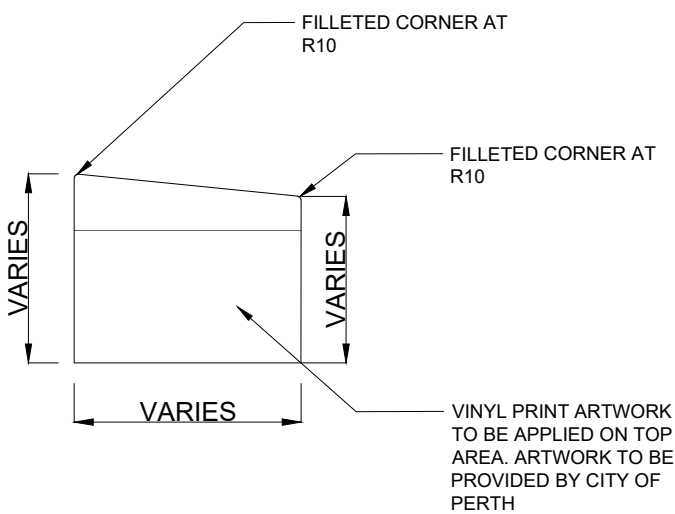 FILLETED CORNER AT
R10
FILLETED CORNER AT
R10
VARIES
VARIES
VARIES
VINYL PRINT ARTWORK
TO BE APPLIED ON TOP
AREA. ARTWORK TO BE
PROVIDED BY CITY OF
PERTH